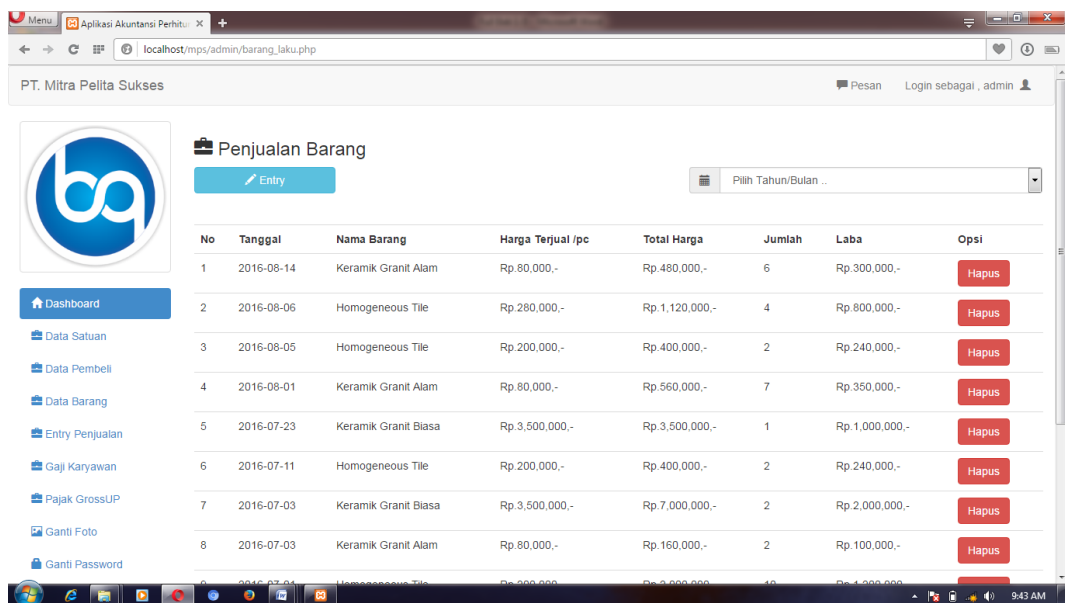 Menu
Aplikasi Akuntansi Perhitu
localhost/mps/admin/barang_laku.php
PT. Mitra Pelita Sukses
Pesan
Login sebagai , admin
Penjualan Barang
Entry
Pilih Tahun/Bulan ..
No Tanggal Nama Barang Harga Terjual /pc Total Harga Jumlah Laba Opsi
1 2016-08-14 Keramik Granit Alam Rp.80,000,- Rp.480,000,- 6 Rp.300,000,- Hapus
2 2016-08-06 Homogeneous Tile Rp.280,000,- Rp.1,120,000,- 4 Rp.800,000,- Hapus
3 2016-08-05 Homogeneous Tile Rp.200,000,- Rp.400,000,- 2 Rp.240,000,- Hapus
4 2016-08-01 Keramik Granit Alam Rp.80,000,- Rp.560,000,- 7 Rp.350,000,- Hapus
5 2016-07-23 Keramik Granit Biasa Rp.3,500,000,- Rp.3,500,000,- 1 Rp.1,000,000,- Hapus
6 2016-07-11 Homogeneous Tile Rp.200,000,- Rp.400,000,- 2 Rp.240,000,- Hapus
7 2016-07-03 Keramik Granit Biasa Rp.3,500,000,- Rp.7,000,000,- 2 Rp.2,000,000,- Hapus
8 2016-07-03 Keramik Granit Alam Rp.80,000,- Rp.160,000,- 2 Rp.100,000,- Hapus
Dashboard
Data Satuan
Data Pembeli
Data Barang
Entry Penjualan
Gaji Karyawan
Pajak GrossUP
Ganti Foto
Ganti Password
9:43 AM